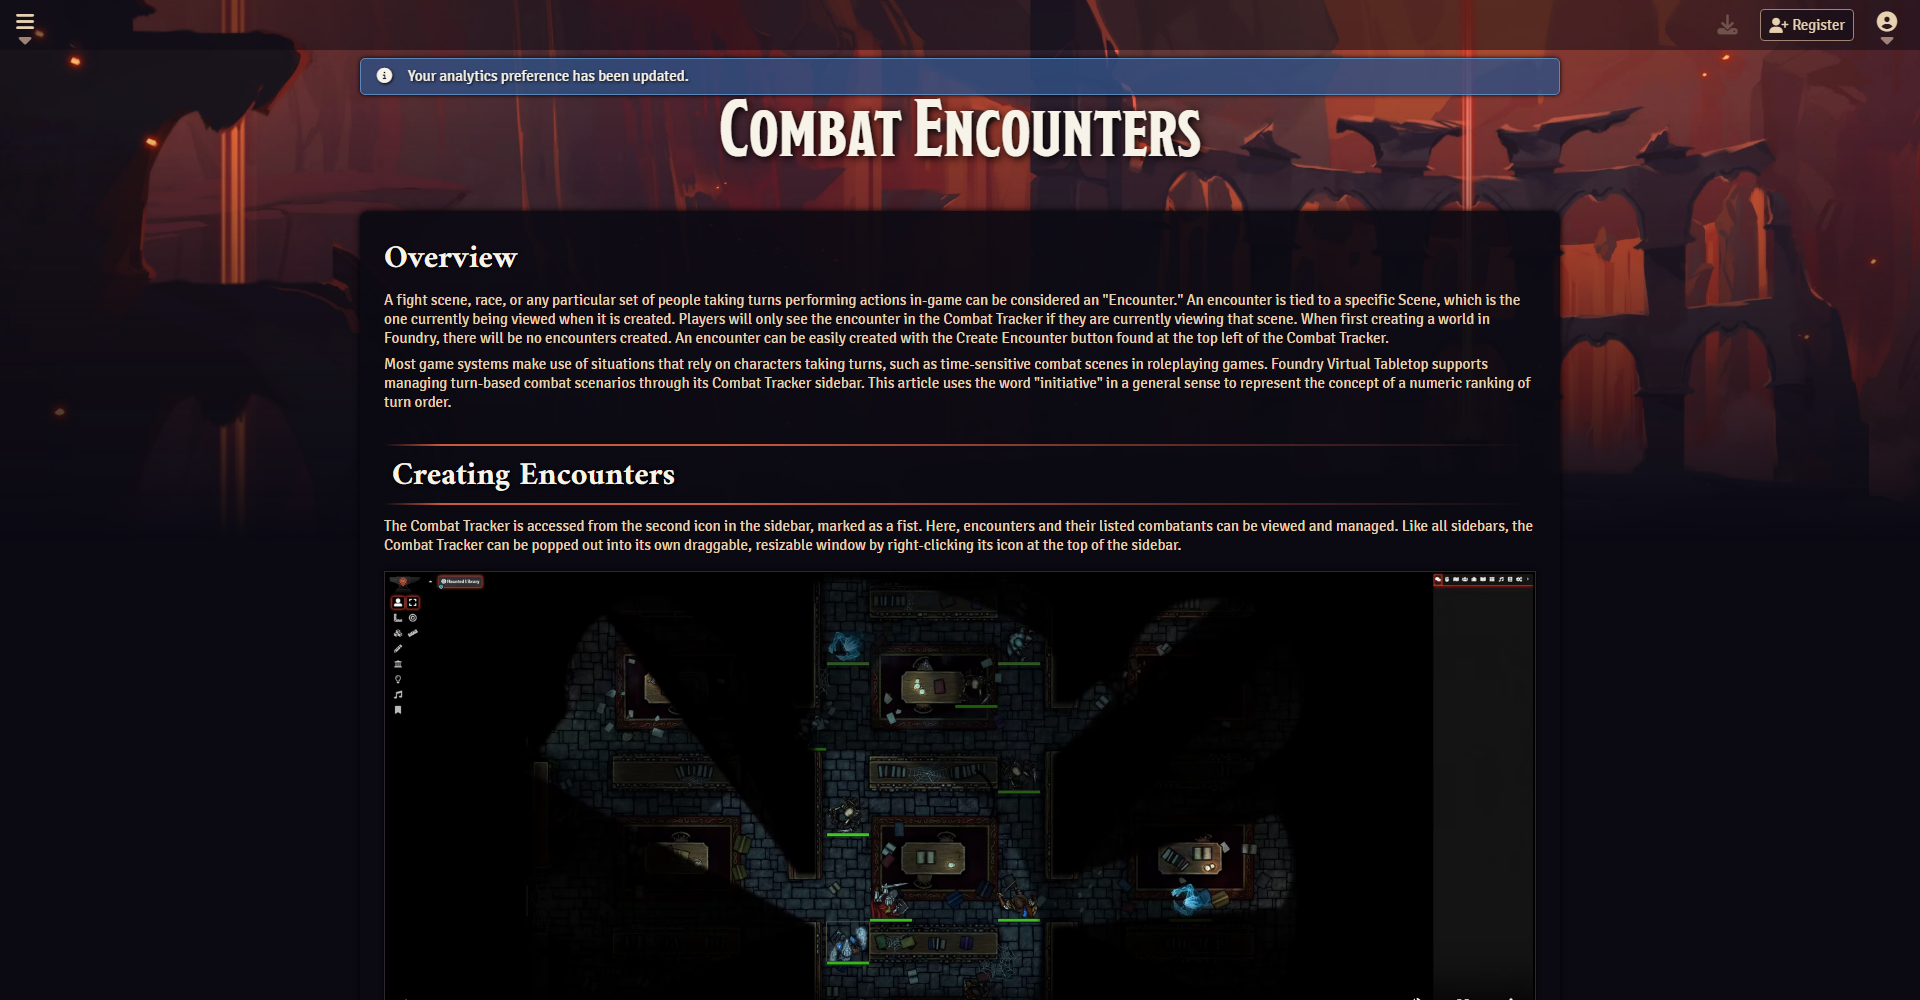 Register
Your analytics preference has been updated.
Combat Encounters
Overview
A fight scene, race, or any particular set of people taking turns performing actions in-game can be considered an "Encounter." An encounter is tied to a specific Scene, which is the
one currently being viewed when it is created. Players will only see the encounter in the Combat Tracker if they are currently viewing that scene. When first creating a world in
Foundry, there will be no encounters created. An encounter can be easily created with the Create Encounter button found at the top left of the Combat Tracker.
Most game systems make use of situations that rely on characters taking turns, such as time-sensitive combat scenes in roleplaying games. Foundry Virtual Tabletop supports
managing turn-based combat scenarios through its Combat Tracker sidebar. This article uses the word "initiative" in a general sense to represent the concept of a numeric ranking of
turn order.
Creating Encounters
The Combat Tracker is accessed from the second icon in the sidebar, marked as a fist. Here, encounters and their listed combatants can be viewed and managed. Like all sidebars, the
Combat Tracker can be popped out into its own draggable, resizable window by right-clicking its icon at the top of the sidebar.
Haunted Library